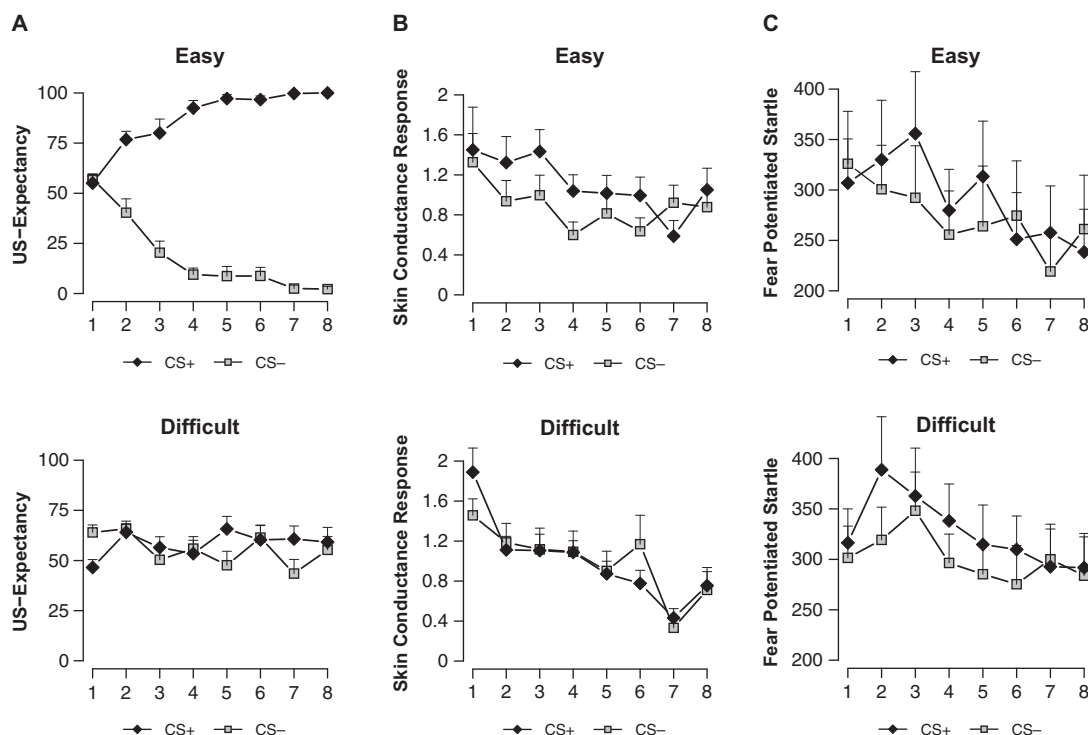 A
Easy
US−Expectancy
100
75
50
25
0
1 2 3 4 5 6 7 8
CS+ CS−
B
Easy
Skin Conductance Response
2
1.6
1.2
0.8
0.4
0
1 2 3 4 5 6 7 8
CS+ CS−
C
Easy
Fear Potentiated Startle
400
350
300
250
200
1 2 3 4 5 6 7 8
CS+ CS−
Difficult
US−Expectancy
100
75
50
25
0
1 2 3 4 5 6 7 8
CS+ CS−
Difficult
Skin Conductance Response
2
1.6
1.2
0.8
0.4
0
1 2 3 4 5 6 7 8
CS+ CS−
Difficult
Fear Potentiated Startle
400
350
300
250
200
1 2 3 4 5 6 7 8
CS+ CS−